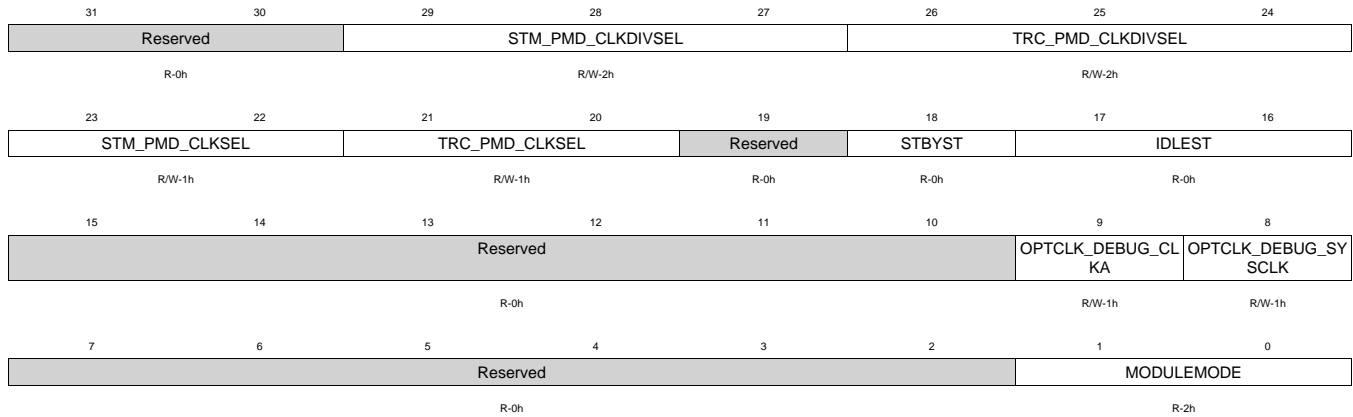 31 30 29 28 27 26 25 24
Reserved STM_PMD_CLKDIVSEL TRC_PMD_CLKDIVSEL
R-0h R/W-2h R/W-2h
23 22 21 20 19 18 17 16
STM_PMD_CLKSEL TRC_PMD_CLKSEL Reserved STBYST IDLEST
R/W-1h R/W-1h R-0h R-0h R-0h
15 14 13 12 11 10 9 8
Reserved OPTCLK_DEBUG_CL OPTCLK_DEBUG_SY
KA SCLK
R-0h R/W-1h R/W-1h
7 6 5 4 3 2 1 0
Reserved MODULEMODE
R-0h R-2h